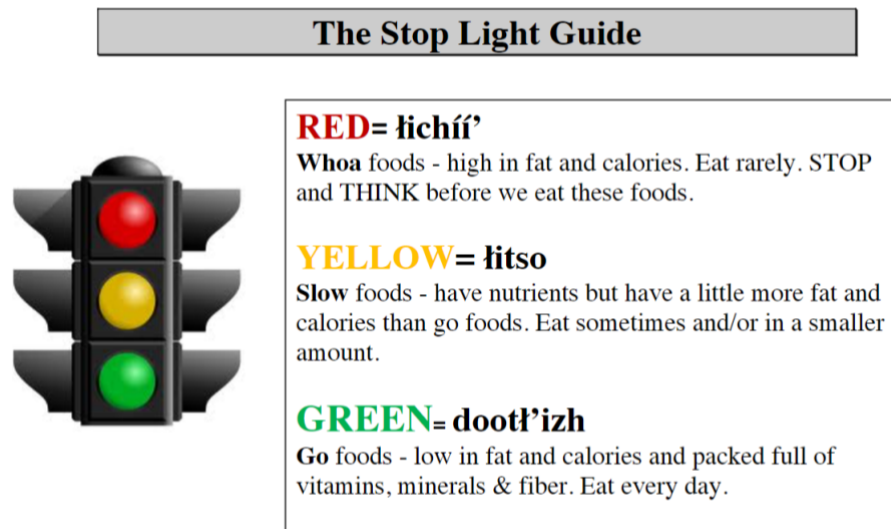 The Stop Light Guide
RED= łichíí’
Whoa foods - high in fat and calories. Eat rarely. STOP
and THINK before we eat these foods.
YELLOW= łitso
Slow foods - have nutrients but have a little more fat and
calories than go foods. Eat sometimes and/or in a smaller
amount.
GREEN= dootł’izh
Go foods - low in fat and calories and packed full of
vitamins, minerals & fiber. Eat every day.